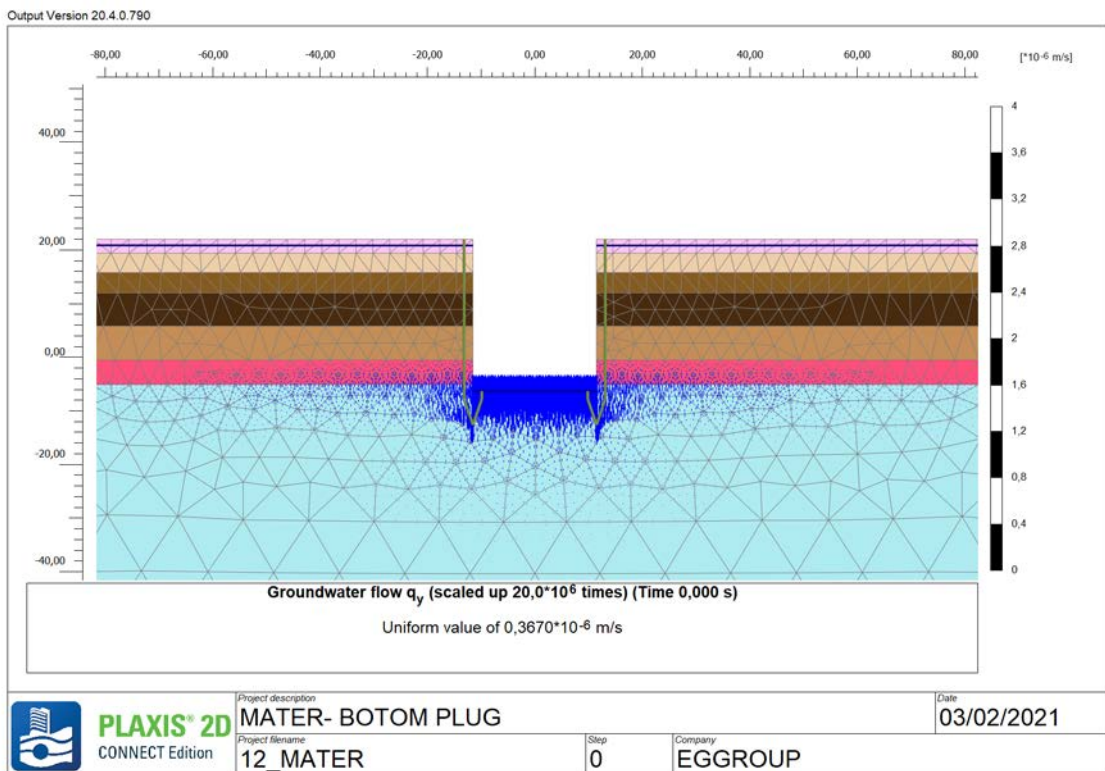 Output Version 20.4.0.790
-80,00 -60,00 -40,00 -20,00 0,00 20,00 40,00 60,00 80,00
[*10-6 m/s]
4
40,00
3,6
3,2
20,00
2,8
2,4
0,00
2
1,6
1,2
-20,00
0,8
0,4
-40,00
0
Groundwater flow qy (scaled up 20,0*106 times) (Time 0,000 s)
Uniform value of 0,3670*10-6 m/s
PLAXIS® 2D
CONNECT Edition
Project description
MATER- BOTOM PLUG
Date
03/02/2021
Project filename
12_MATER
Step
0
Company
EGGROUP